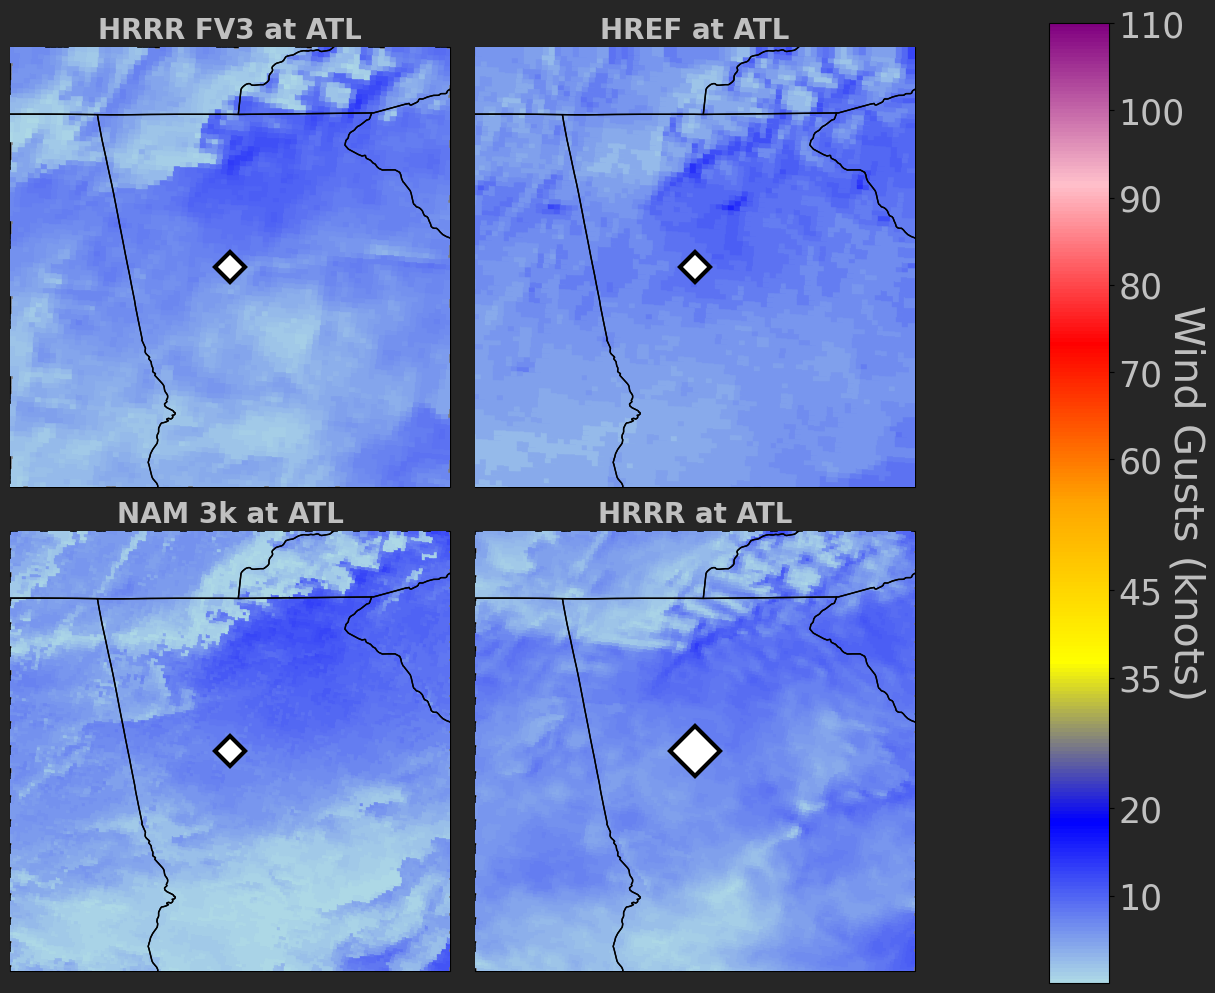 HRRR FV3 at ATL
HREF at ATL
NAM 3k at ATL
HRRR at ATL
110
100
90
80
70
60
45
35
20
10
Wind Gusts (knots)